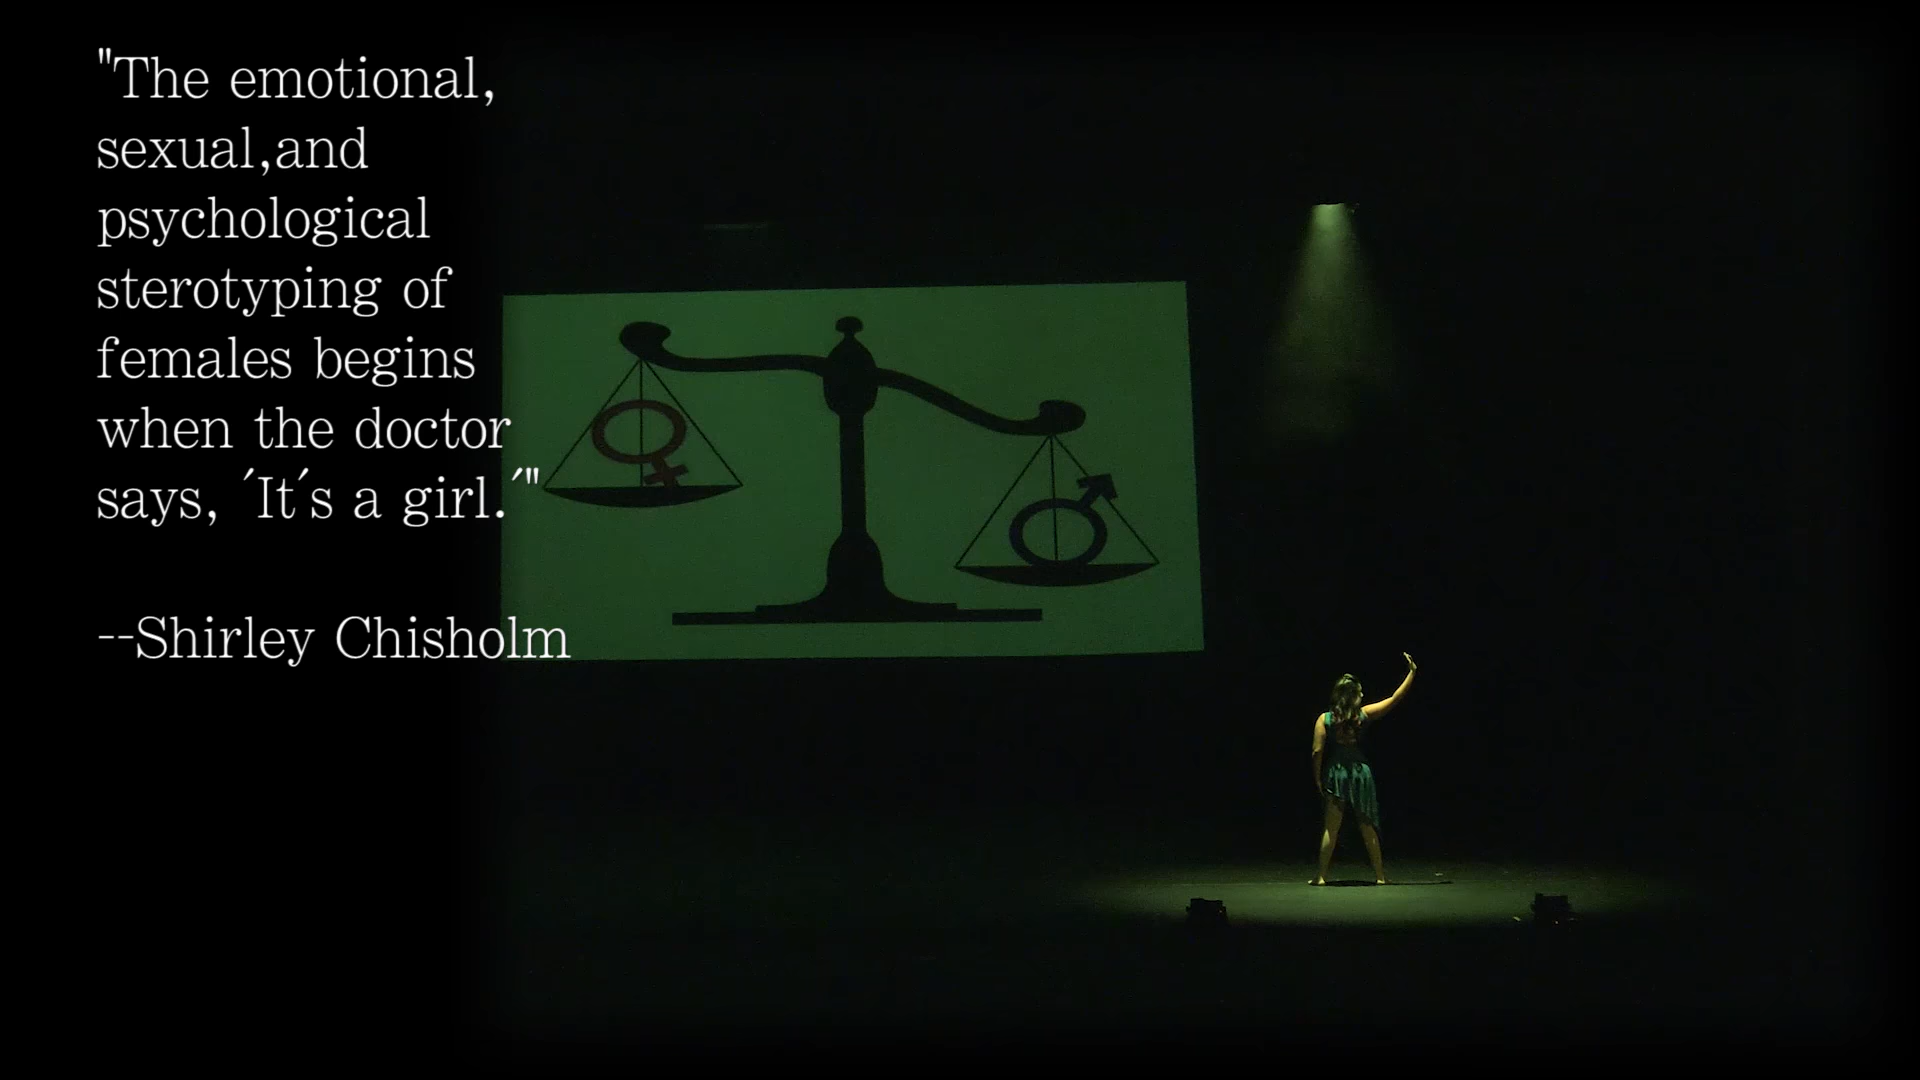 "The emotional,
sexual,and
psychological
sterotyping of
females begins
when the doctor
says, ´It´s a girl.´"
--Shirley Chisholm